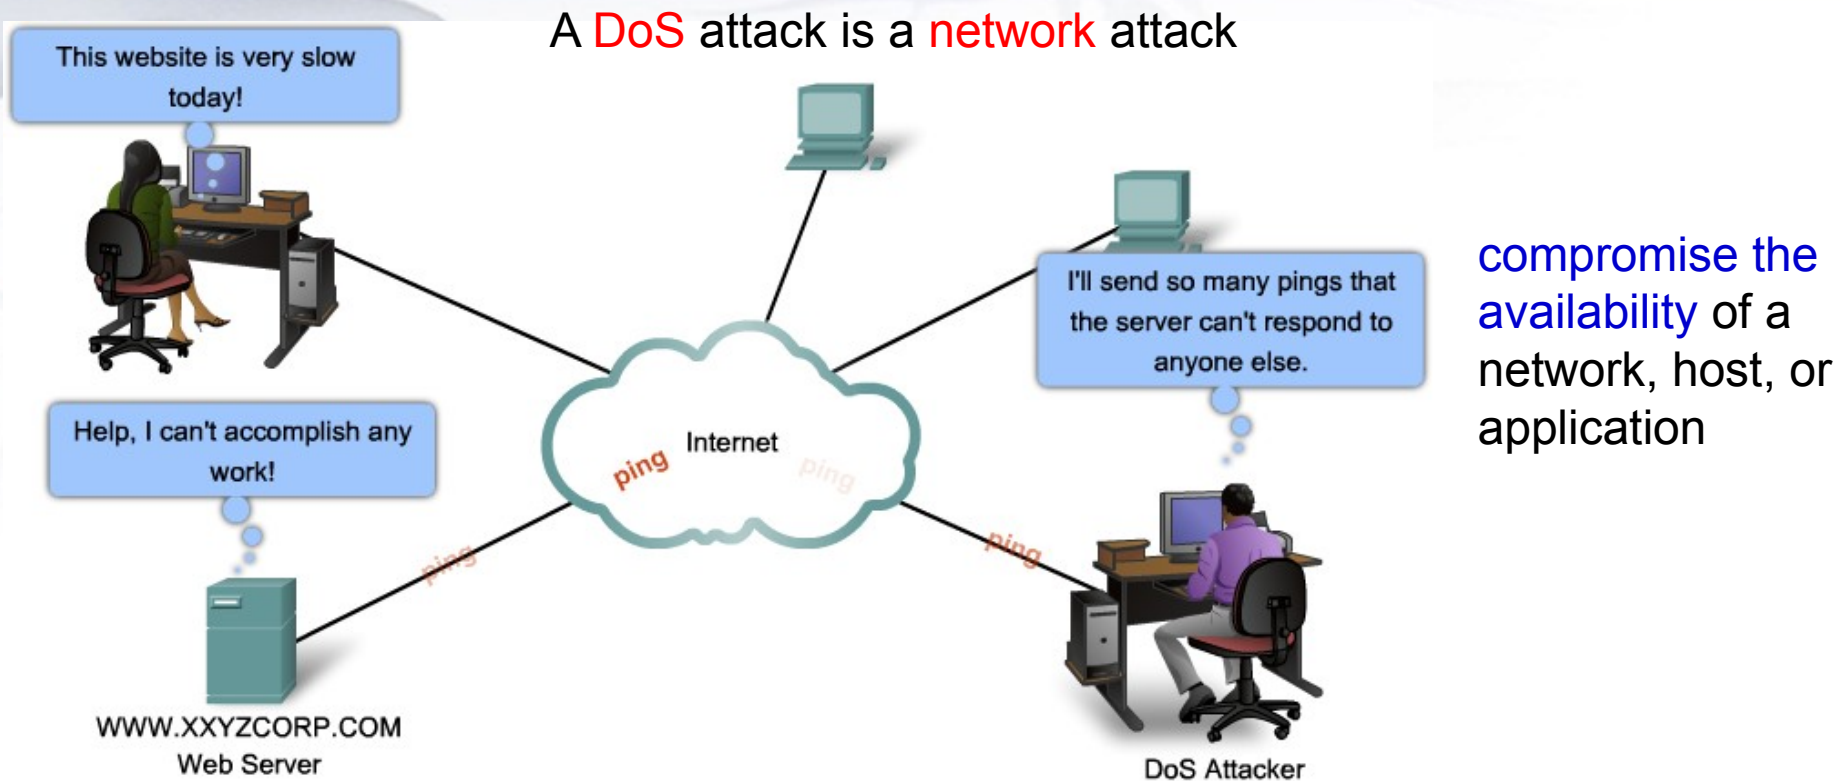 A DoS attack is a network attack
This website is very slow
today!
I'll send so many pings that
the server can't respond to
anyone else.
compromise the
availability of a
network, host, or
application
Help, I can't accomplish any
work!
Internet
ping
ping
ping
ping
WWW.XXYZCORP.COM
Web Server
DoS Attacker